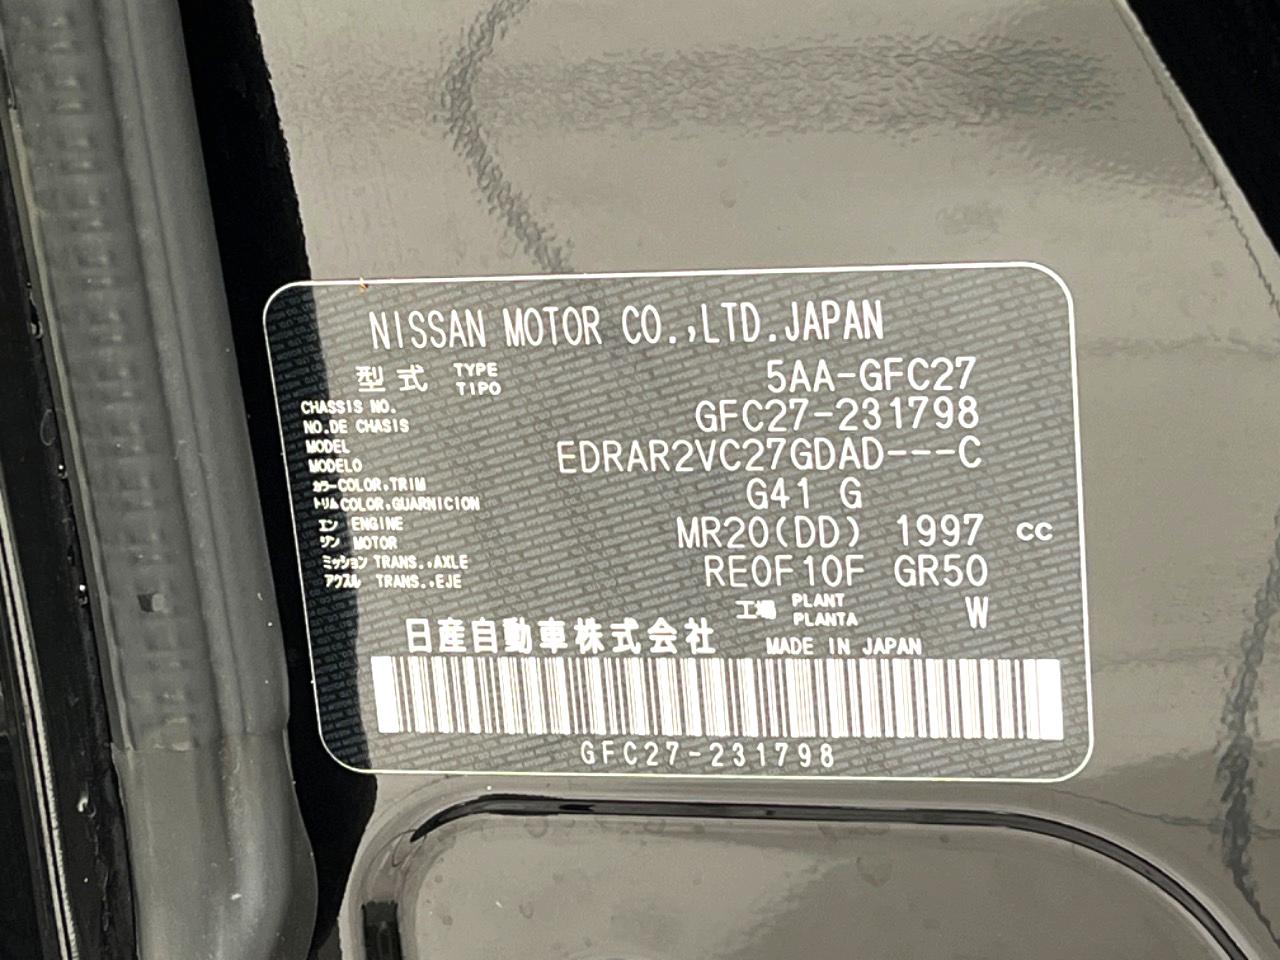 NISSAN MOTOR CO.,LTD.JAPAN
型式 TYPE TIPO 5AA-GFC27
CHASSIS NO.
NO.DE CHASIS GFC27-231798
MODEL
MODELO EDRAR2VC27GDAD---C
カラー COLOR,TRIM
トリム COLOR,GUARNICION G41 G
エン ENGINE
ジン MOTOR MR20(DD) 1997 cc
ミッション TRANS.,AXLE
アクスル TRANS.,EJE RE0F10F GR50
工場 PLANT PLANTA W
日産自動車株式会社 MADE IN JAPAN
GFC27-231798